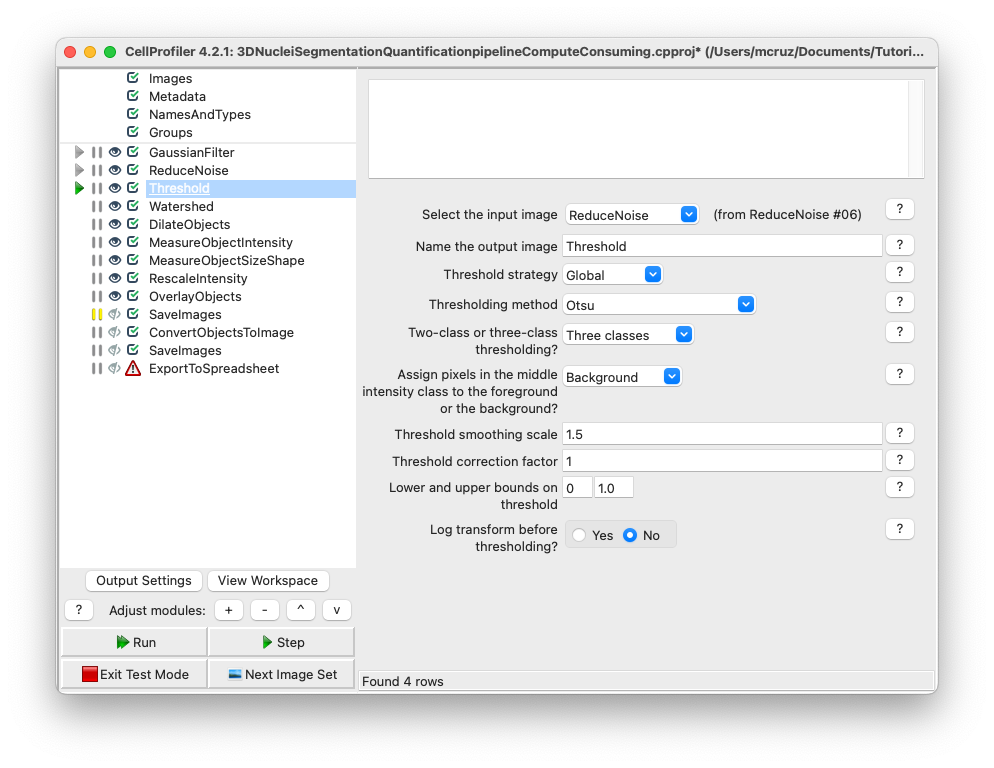 CellProfiler 4.2.1: 3DNucleiSegmentationQuantificationpipelineComputeConsuming.cpproj* (/Users/mcruz/Documents/Tutori...
Images
Metadata
NamesAndTypes
Groups
GaussianFilter
ReduceNoise
Threshold
Watershed
DilateObjects
MeasureObjectIntensity
MeasureObjectSizeShape
RescaleIntensity
OverlayObjects
SaveImages
ConvertObjectsToImage
SaveImages
ExportToSpreadsheet
Output Settings View Workspace
? Adjust modules: + - ^ v
Run Step
Exit Test Mode Next Image Set
Select the input image ReduceNoise (from ReduceNoise #06) ?
Name the output image Threshold ?
Threshold strategy Global ?
Thresholding method Otsu ?
Two-class or three-class
thresholding? Three classes ?
Assign pixels in the middle
intensity class to the foreground
or the background? Background ?
Threshold smoothing scale 1.5 ?
Threshold correction factor 1 ?
Lower and upper bounds on
threshold 0 1.0 ?
Log transform before
thresholding? Yes No ?
Found 4 rows